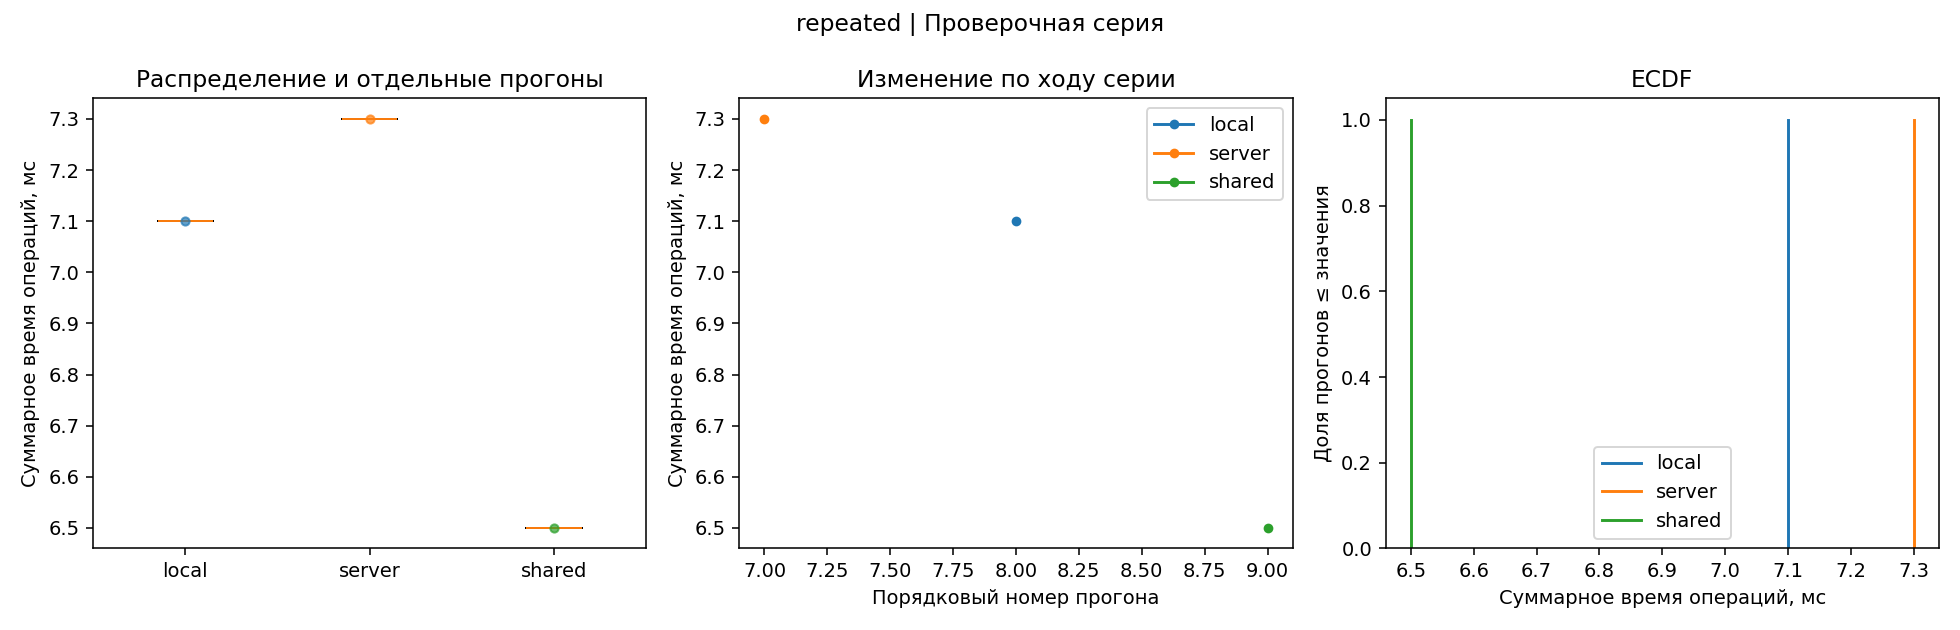 repeated | Проверочная серия
Распределение и отдельные прогоны
Суммарное время операций, мс
7.3
7.2
7.1
7.0
6.9
6.8
6.7
6.6
6.5
local server shared
Изменение по ходу серии
Суммарное время операций, мс
7.3
7.2
7.1
7.0
6.9
6.8
6.7
6.6
6.5
local
server
shared
7.00 7.25 7.50 7.75 8.00 8.25 8.50 8.75 9.00
Порядковый номер прогона
ECDF
Доля прогонов ≤ значения
1.0
0.8
0.6
0.4
0.2
0.0
local
server
shared
6.5 6.6 6.7 6.8 6.9 7.0 7.1 7.2 7.3
Суммарное время операций, мс